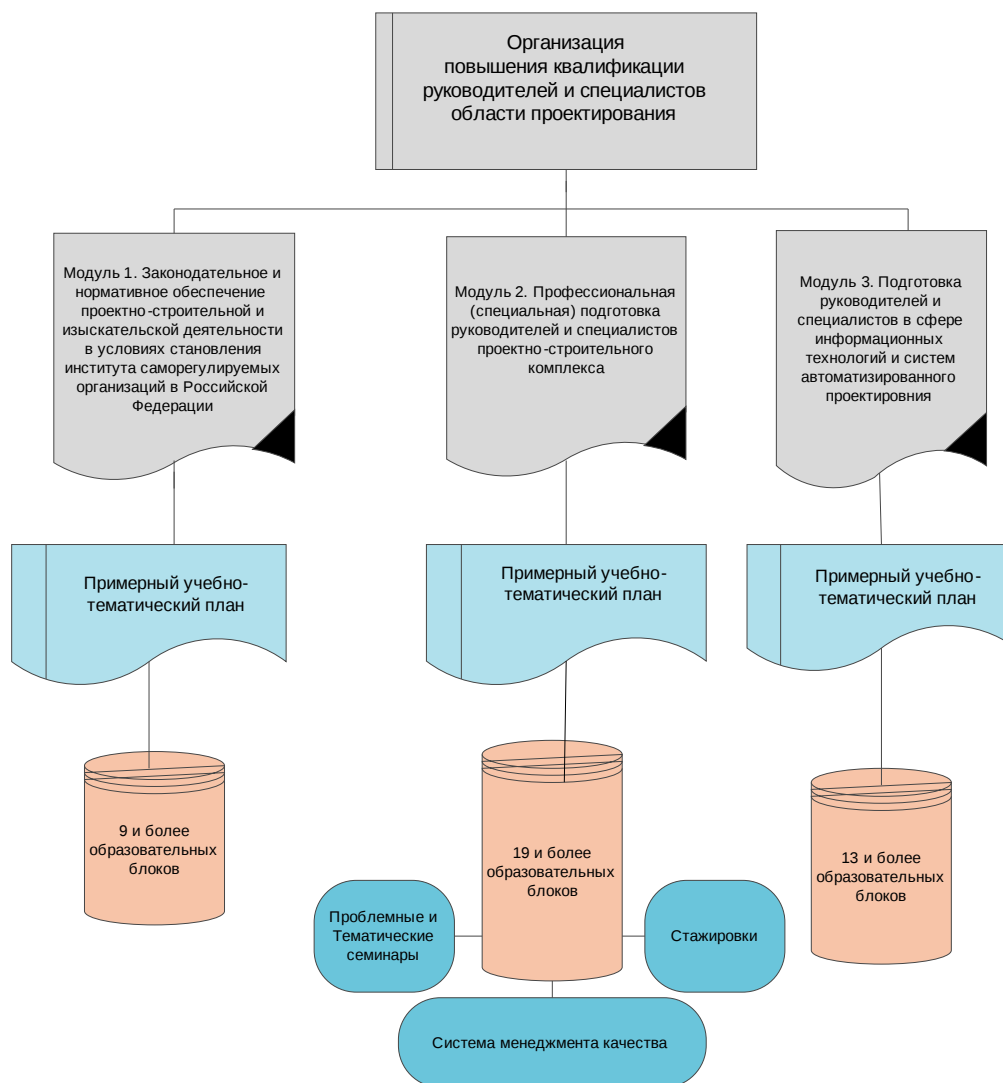 Организация
повышения квалификации
руководителей и специалистов
области проектирования
Модуль 1. Законодательное и
нормативное обеспечение
проектно-строительной и
изыскательской деятельности
в условиях становления
института саморегулируемых
организаций в Российской
Федерации
Модуль 2. Профессиональная
(специальная) подготовка
руководителей и специалистов
проектно-строительного
комплекса
Модуль 3. Подготовка
руководителей и
специалистов в сфере
информационных
технологий и систем
автоматизированного
проектировния
Примерный учебно-
тематический план
Примерный учебно-
тематический план
Примерный учебно-
тематический план
9 и более
образовательных
блоков
19 и более
образовательных
блоков
13 и более
образовательных
блоков
Проблемные и
Тематические
семинары
Стажировки
Система менеджмента качества